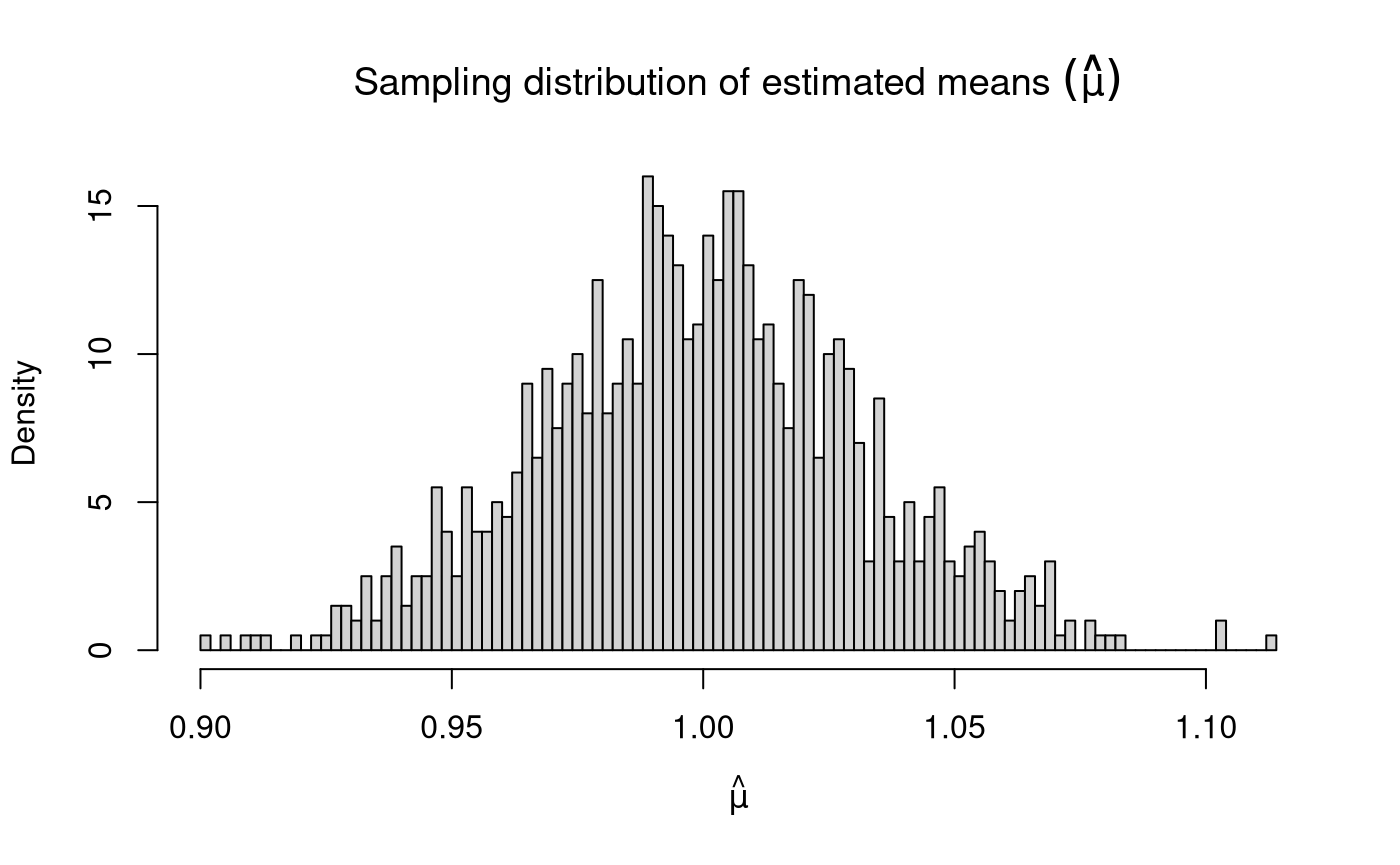 Sampling distribution of estimated means (μ̂)
15
10
5
0
Density
0.90 0.95 1.00 1.05 1.10
μ̂